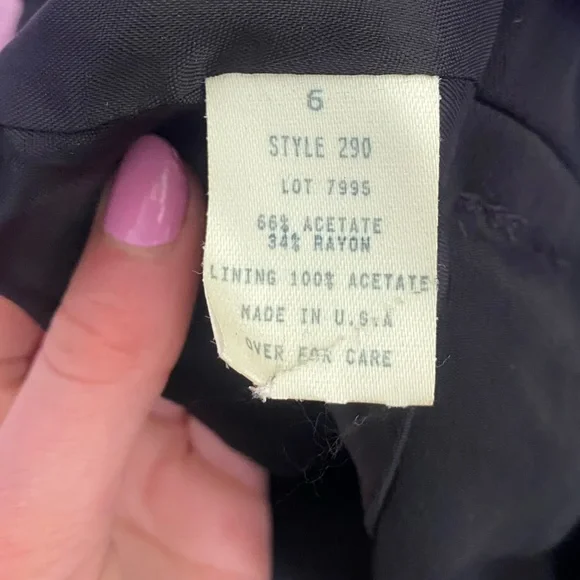 6
STYLE 290
LOT 7995
66% ACETATE
34% RAYON
LINING 100% ACETATE
MADE IN U.S.A
OVER FOR CARE